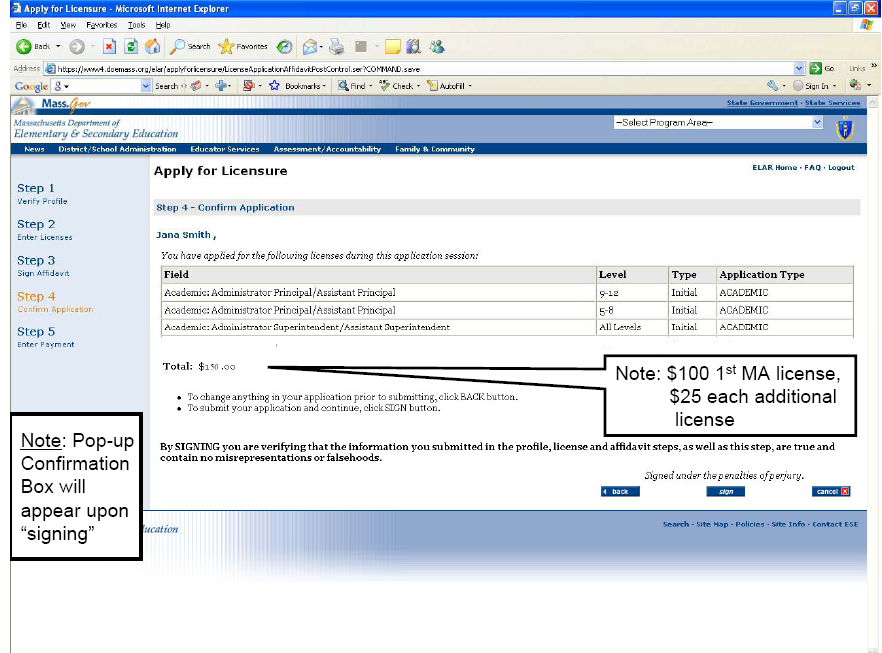 Apply for Licensure - Microsoft Internet Explorer
File Edit View Favorites Tools Help
Back Search Favorites
Address https://www4.doemass.org/elar/applyforlicensure/LicenseApplicationAffidavitPostControl.ser?COMMAND.save Go Links »
Google Search Bookmarks Find Check AutoFill Sign In
Mass.Gov State Government - State Services
Massachusetts Department of
Elementary & Secondary Education
--Select Program Area--
News District/School Administration Educator Services Assessment/Accountability Family & Community
Apply for Licensure
ELAR Home - FAQ - Logout
Step 1
Verify Profile
Step 2
Enter Licenses
Step 3
Sign Affidavit
Step 4
Confirm Application
Step 5
Enter Payment
Step 4 - Confirm Application
Jana Smith,
You have applied for the following licenses during this application session:
Field Level Type Application Type
Academic: Administrator Principal/Assistant Principal 9-12 Initial ACADEMIC
Academic: Administrator Principal/Assistant Principal 5-8 Initial ACADEMIC
Academic: Administrator Superintendent/Assistant Superintendent All Levels Initial ACADEMIC
Total: $150.00
Note: $100 1st MA license,
$25 each additional
license
• To change anything in your application prior to submitting, click BACK button.
• To submit your application and continue, click SIGN button.
Note: Pop-up
Confirmation
Box will
appear upon
“signing”
By SIGNING you are verifying that the information you submitted in the profile, license and affidavit steps, as well as this step, are true and
contain no misrepresentations or falsehoods.
Signed under the penalties of perjury.
back sign cancel
ucation
Search - Site Map - Policies - Site Info - Contact ESE